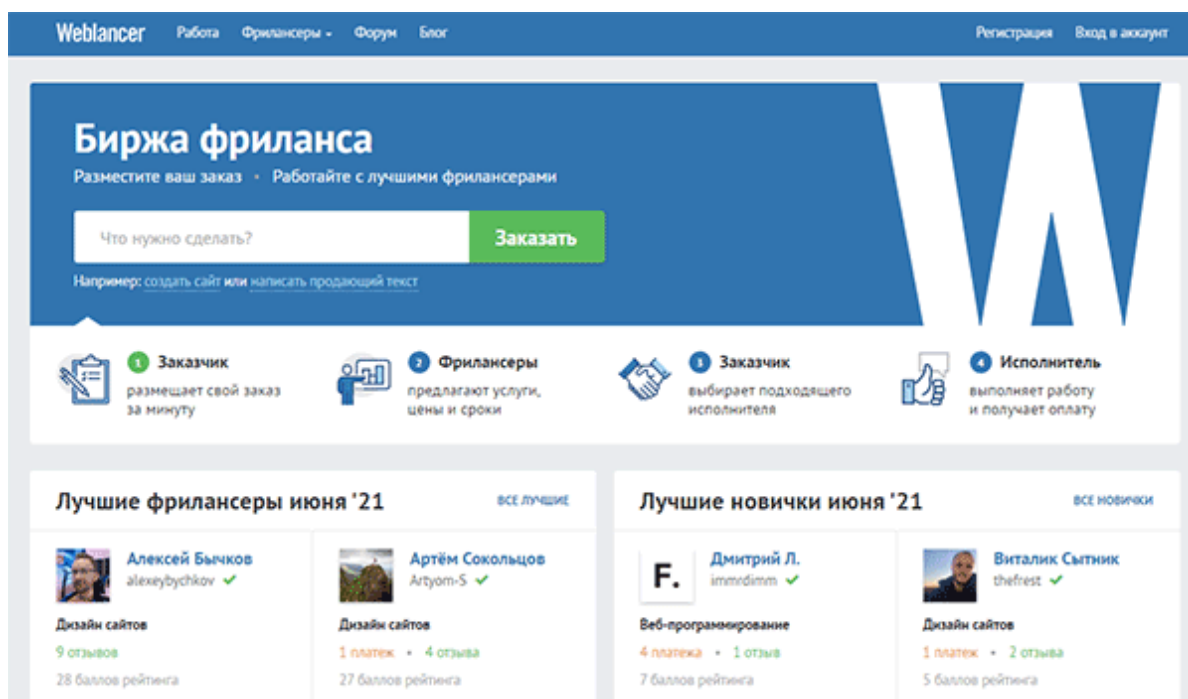 Weblancer Работа Фрилансеры Форум Блог Регистрация Вход в аккаунт
Биржа фриланса
Разместите ваш заказ • Работайте с лучшими фрилансерами
Что нужно сделать? Заказать
Например: создать сайт или написать продающий текст
1 Заказчик
размещает свой заказ
за минуту
2 Фрилансеры
предлагают услуги,
цены и сроки
3 Заказчик
выбирает подходящего
исполнителя
4 Исполнитель
выполняет работу
и получает оплату
Лучшие фрилансеры июня '21 ВСЕ ЛУЧШИЕ
Алексей Бычков
alexeybychkov
Дизайн сайтов
9 отзывов
28 баллов рейтинга
Артём Сокольцов
Artyom-S
Дизайн сайтов
1 платеж • 4 отзыва
27 баллов рейтинга
Лучшие новички июня '21 ВСЕ НОВИЧКИ
F.
Дмитрий Л.
immrdimm
Веб-программирование
4 платежа • 1 отзыв
7 баллов рейтинга
Виталик Сытник
thefrest
Дизайн сайтов
1 платеж • 2 отзыва
5 баллов рейтинга